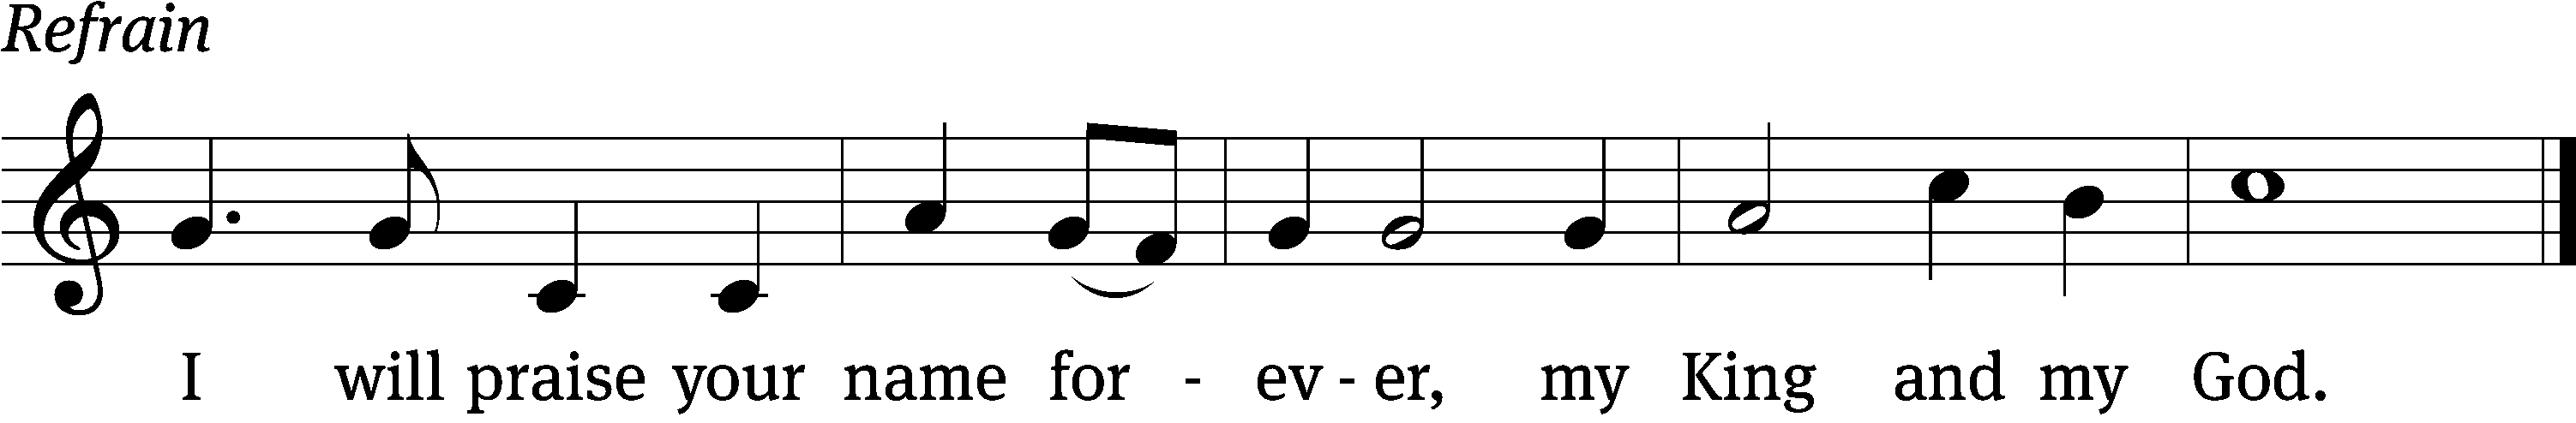 Refrain
I will praise your name for - ev - er, my King and my God.